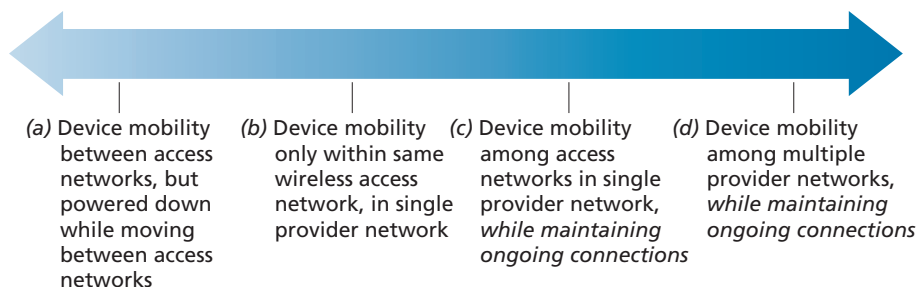 (a) Device mobility
between access
networks, but
powered down
while moving
between access
networks
(b) Device mobility
only within same
wireless access
network, in single
provider network
(c) Device mobility
among access
networks in single
provider network,
while maintaining
ongoing connections
(d) Device mobility
among multiple
provider networks,
while maintaining
ongoing connections